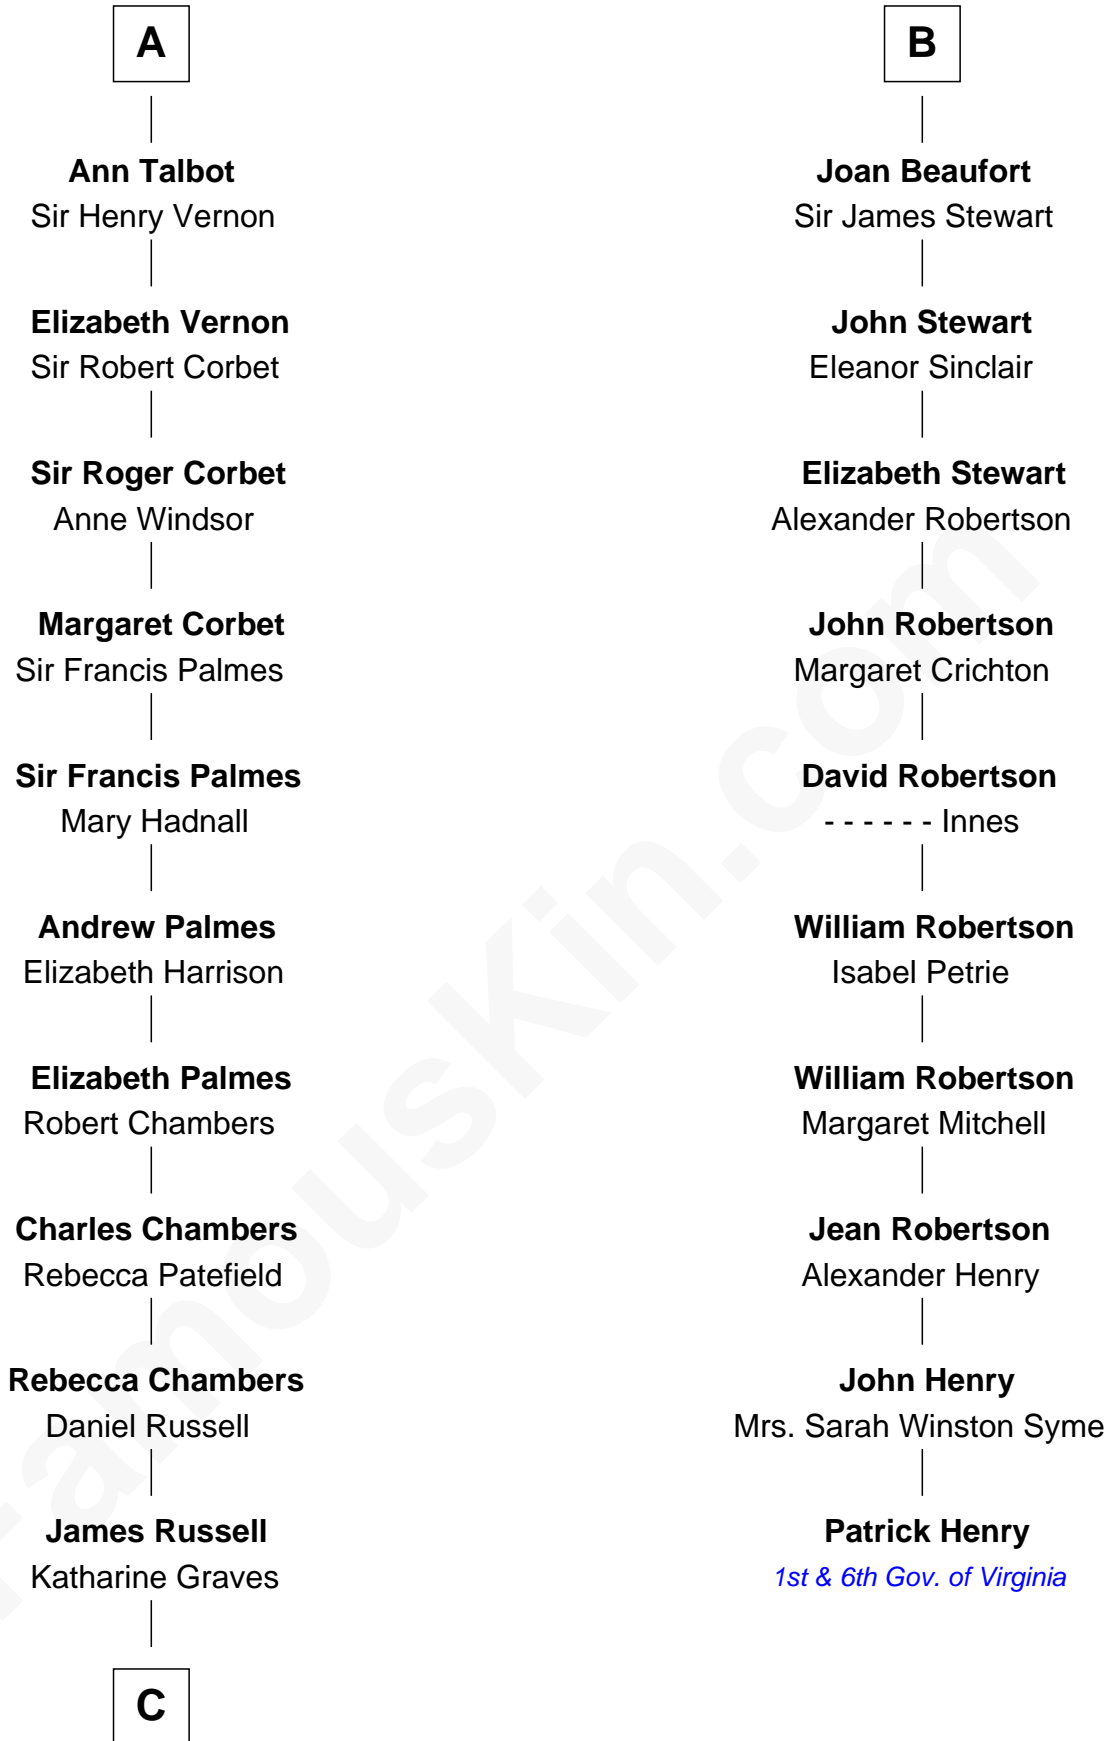 A
Ann Talbot
Sir Henry Vernon
Elizabeth Vernon
Sir Robert Corbet
Sir Roger Corbet
Anne Windsor
Margaret Corbet
Sir Francis Palmes
Sir Francis Palmes
Mary Hadnall
Andrew Palmes
Elizabeth Harrison
Elizabeth Palmes
Robert Chambers
Charles Chambers
Rebecca Patefield
Rebecca Chambers
Daniel Russell
James Russell
Katharine Graves
C
B
Joan Beaufort
Sir James Stewart
John Stewart
Eleanor Sinclair
Elizabeth Stewart
Alexander Robertson
John Robertson
Margaret Crichton
David Robertson
- - - - - - Innes
William Robertson
Isabel Petrie
William Robertson
Margaret Mitchell
Jean Robertson
Alexander Henry
John Henry
Mrs. Sarah Winston Syme
Patrick Henry
1st & 6th Gov. of Virginia
FamousKin.com